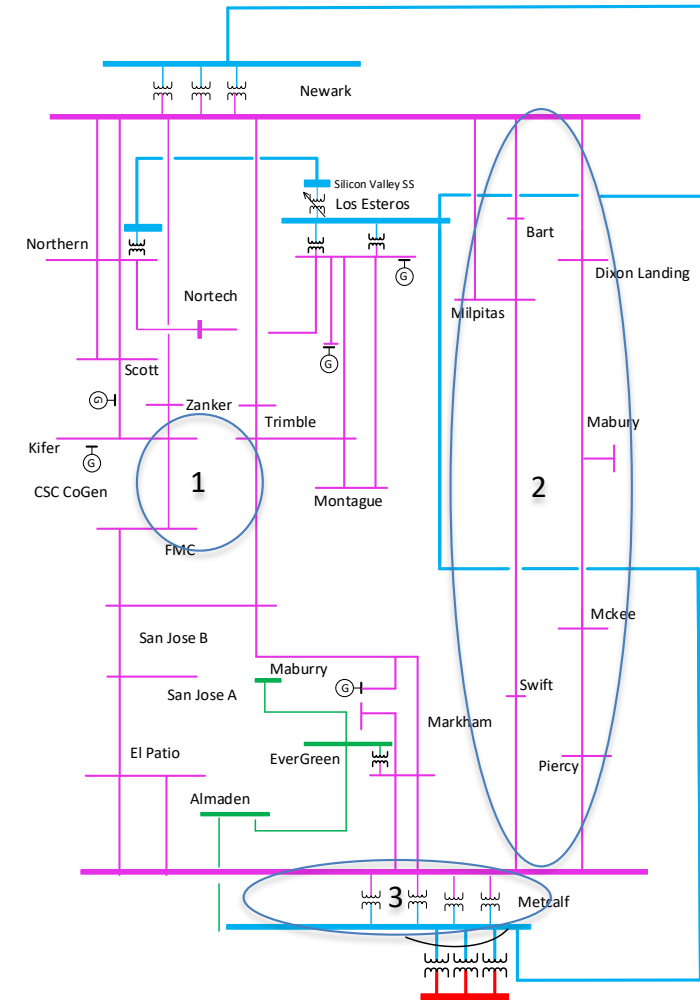 Newark
Silicon Valley SS
Los Esteros
Bart
Northern
Dixon Landing
G
Nortech
Milpitas
G
Scott
G
Zanker
Trimble
Mabury
Kifer
G
CSC CoGen
1
2
Montague
FMC
Mckee
San Jose B
Maburry
Swift
G
San Jose A
Markham
El Patio
EverGreen
Piercy
Almaden
3
Metcalf